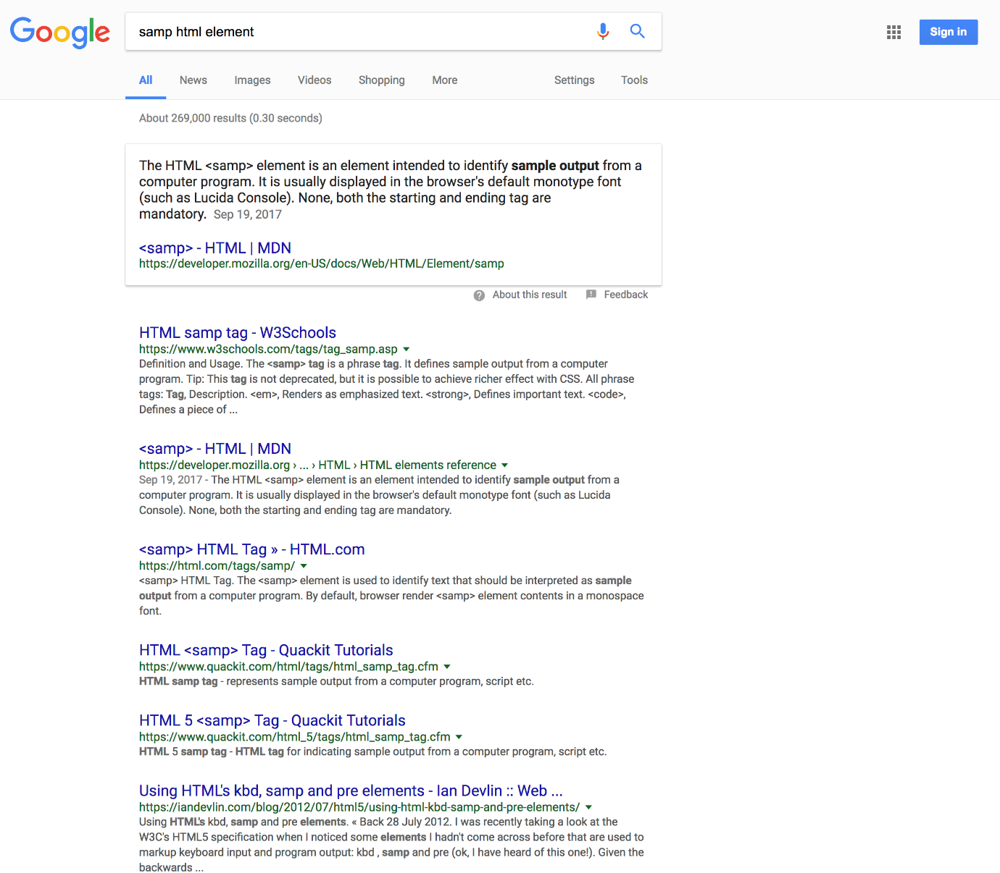 Google
samp html element
Sign in
All News Images Videos Shopping More Settings Tools
About 269,000 results (0.30 seconds)
The HTML <samp> element is an element intended to identify sample output from a
computer program. It is usually displayed in the browser's default monotype font
(such as Lucida Console). None, both the starting and ending tag are
mandatory. Sep 19, 2017
<samp> - HTML | MDN
https://developer.mozilla.org/en-US/docs/Web/HTML/Element/samp
About this result Feedback
HTML samp tag - W3Schools
https://www.w3schools.com/tags/tag_samp.asp
Definition and Usage. The <samp> tag is a phrase tag. It defines sample output from a computer
program. Tip: This tag is not deprecated, but it is possible to achieve richer effect with CSS. All phrase
tags: Tag, Description. <em>, Renders as emphasized text. <strong>, Defines important text. <code>,
Defines a piece of ...
<samp> - HTML | MDN
https://developer.mozilla.org › ... › HTML › HTML elements reference
Sep 19, 2017 - The HTML <samp> element is an element intended to identify sample output from a
computer program. It is usually displayed in the browser's default monotype font (such as Lucida
Console). None, both the starting and ending tag are mandatory.
<samp> HTML Tag » - HTML.com
https://html.com/tags/samp/
<samp> HTML Tag. The <samp> element is used to identify text that should be interpreted as sample
output from a computer program. By default, browser render <samp> element contents in a monospace
font.
HTML <samp> Tag - Quackit Tutorials
https://www.quackit.com/html/tags/html_samp_tag.cfm
HTML samp tag - represents sample output from a computer program, script etc.
HTML 5 <samp> Tag - Quackit Tutorials
https://www.quackit.com/html_5/tags/html_samp_tag.cfm
HTML 5 samp tag - HTML tag for indicating sample output from a computer program, script etc.
Using HTML's kbd, samp and pre elements - Ian Devlin :: Web ...
https://iandevlin.com/blog/2012/07/html5/using-html-kbd-samp-and-pre-elements/
Using HTML's kbd, samp and pre elements. « Back 28 July 2012. I was recently taking a look at the
W3C's HTML5 specification when I noticed some elements I hadn't come across before that are used to
markup keyboard input and program output: kbd , samp and pre (ok, I have heard of this one!). Given the
backwards ...